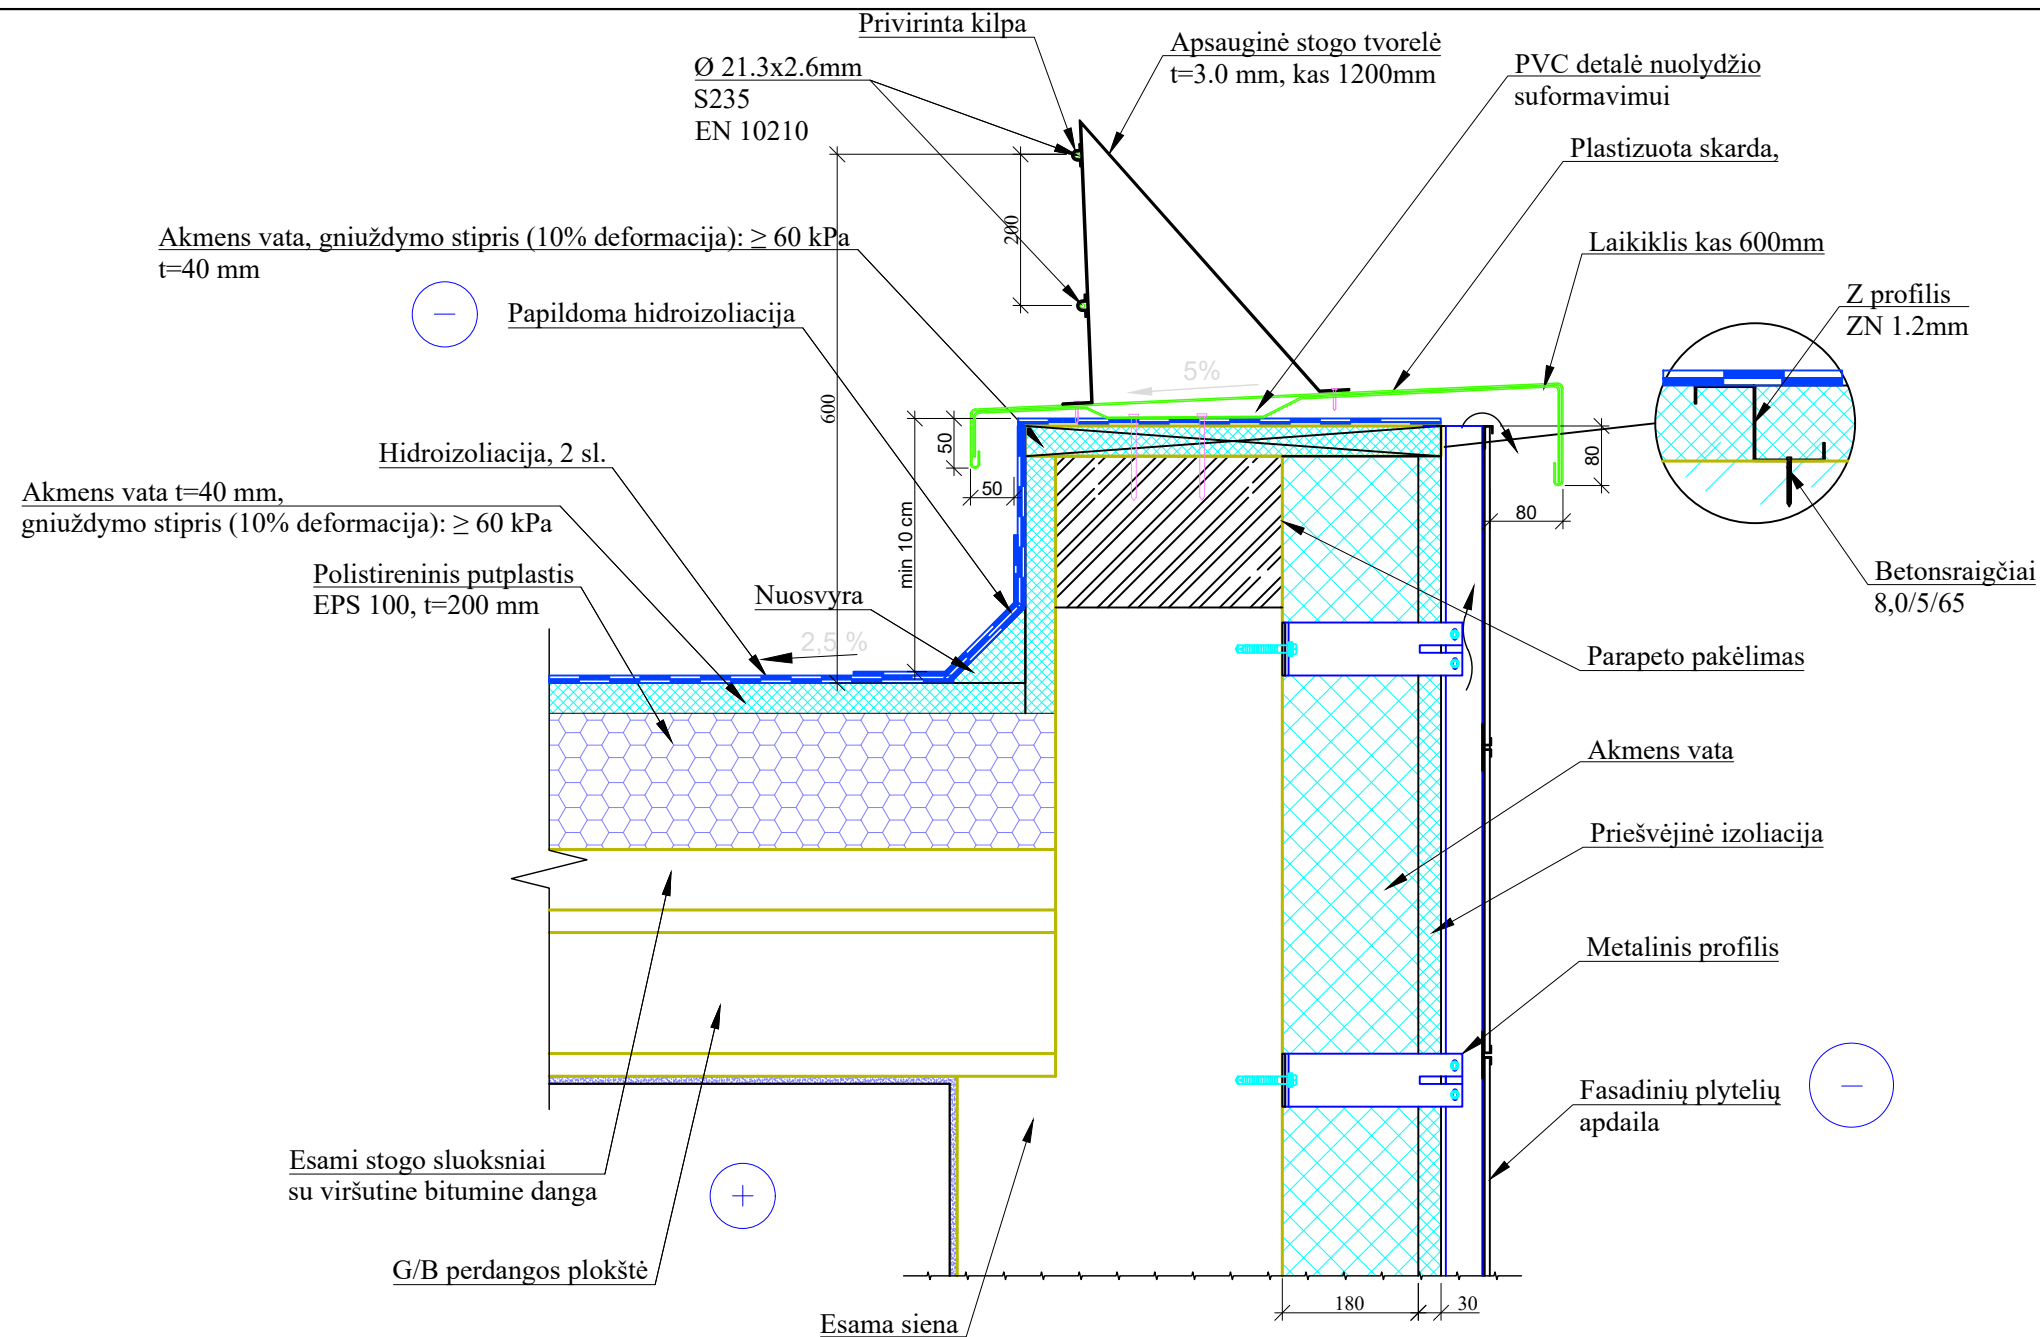 Privirinta kilpa
Ø 21.3x2.6mm
S235
EN 10210
Apsauginė stogo tvorelė
t=3.0 mm, kas 1200mm
PVC detalė nuolydžio
suformavimui
Plastizuota skarda,
Akmens vata, gniuždymo stipris (10% deformacija): ≥ 60 kPa
t=40 mm
200
Laikiklis kas 600mm
Papildoma hidroizoliacija
Z profilis
ZN 1.2mm
5%
600
50
50
80
80
Hidroizoliacija, 2 sl.
Akmens vata t=40 mm,
gniuždymo stipris (10% deformacija): ≥ 60 kPa
min 10 cm
Polistireninis putplastis
EPS 100, t=200 mm
Nuosvyra
2,5 %
Betonsraigčiai
8,0/5/65
Parapeto pakėlimas
Akmens vata
Priešvėjinė izoliacija
Metalinis profilis
Fasadinių plytelių
apdaila
Esami stogo sluoksniai
su viršutine bitumine danga
G/B perdangos plokštė
Esama siena
180
30